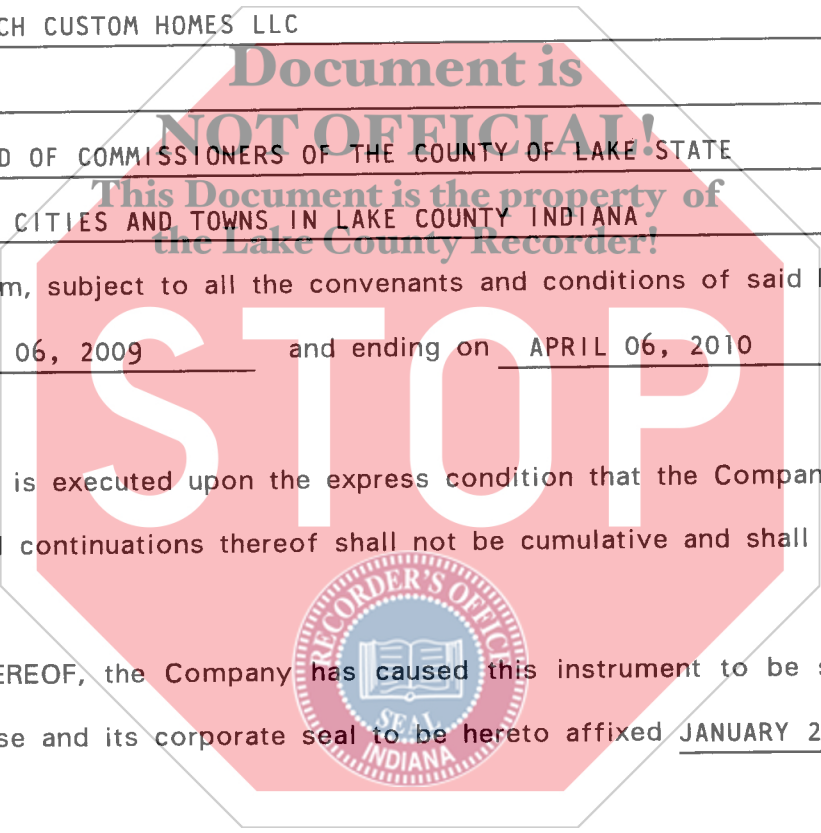 CH CUSTOM HOMES LLC
Document is
NOT OFFICIAL!
D OF COMMISSIONERS OF THE COUNTY OF LAKE STATE
This Document is the property of
CITIES AND TOWNS IN LAKE COUNTY INDIANA
the Lake County Recorder!
m, subject to all the convenants and conditions of said
06, 2009 and ending on APRIL 06, 2010
STOP
is executed upon the express condition that the Compan
continuations thereof shall not be cumulative and shall
RECORDER'S OFFICE
EREOF, the Company has caused this instrument to be s
SEAL
se and its corporate seal to be hereto affixed JANUARY 2
INDIANA